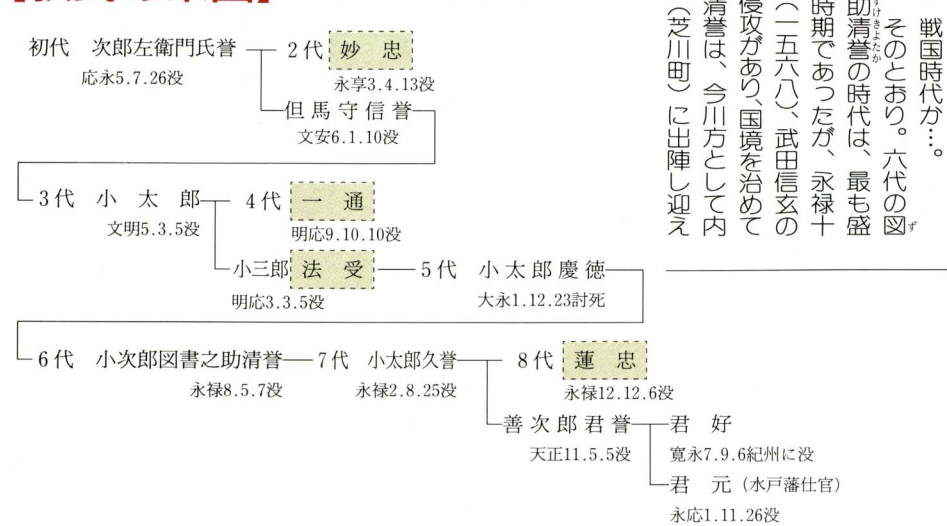 初代 次郎左衛門氏誉
応永5.7.26没
2代 妙忠
永享3.4.13没
但馬守信誉
文安6.1.10没
3代 小太郎
文明5.3.5没
4代 一通
明応9.10.10没
小三郎 法受
明応3.3.5没
5代 小太郎慶徳
大永1.12.23討死
6代 小次郎図書之助清誉
永禄8.5.7没
7代 小太郎久誉
永禄2.8.25没
8代 蓮忠
永禄12.12.6没
善次郎君誉
天正11.5.5没
君好
寛永7.9.6紀州に没
君元(水戸藩仕官)
永応1.11.26没
戦国時代か…。
そのとおり。六代の図ず
助清誉すけきよたかの時代は、最も盛
時期であったが、永禄十
(一五六八)、武田信玄の
侵攻があり、国境を治めて
清誉は、今川方として内
(芝川町)に出陣し迎え